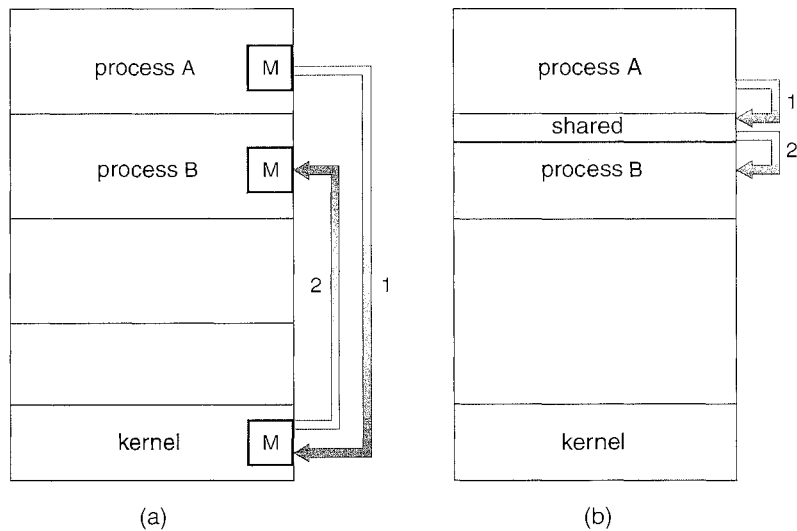 process A
M
process B
M
2
1
kernel
M
(a)
process A
1
shared
2
process B
kernel
(b)